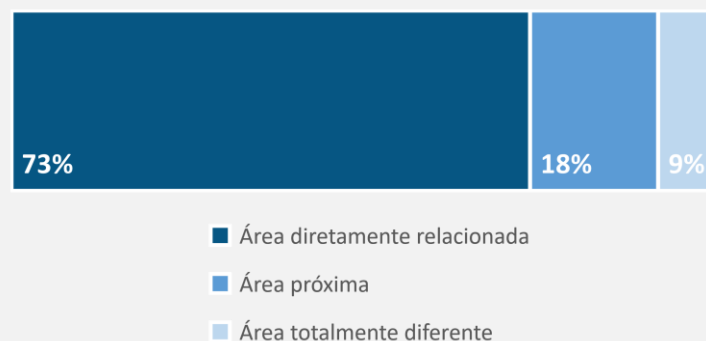 73% 18% 9%
Área diretamente relacionada
Área próxima
Área totalmente diferente